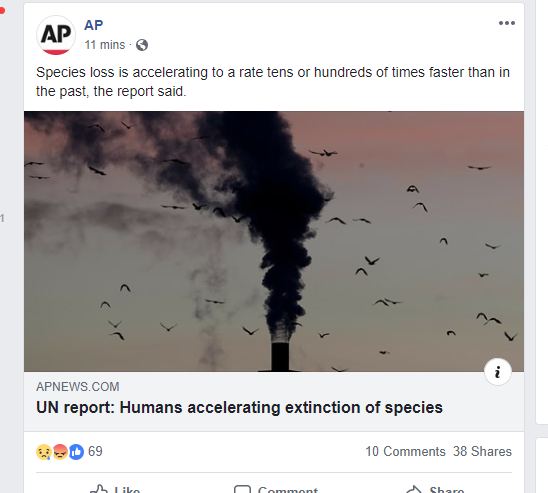 AP
AP
11 mins ·
Species loss is accelerating to a rate tens or hundreds of times faster than in
the past, the report said.
1
i
APNEWS.COM
UN report: Humans accelerating extinction of species
69
10 Comments 38 Shares
Like
Comment
Share